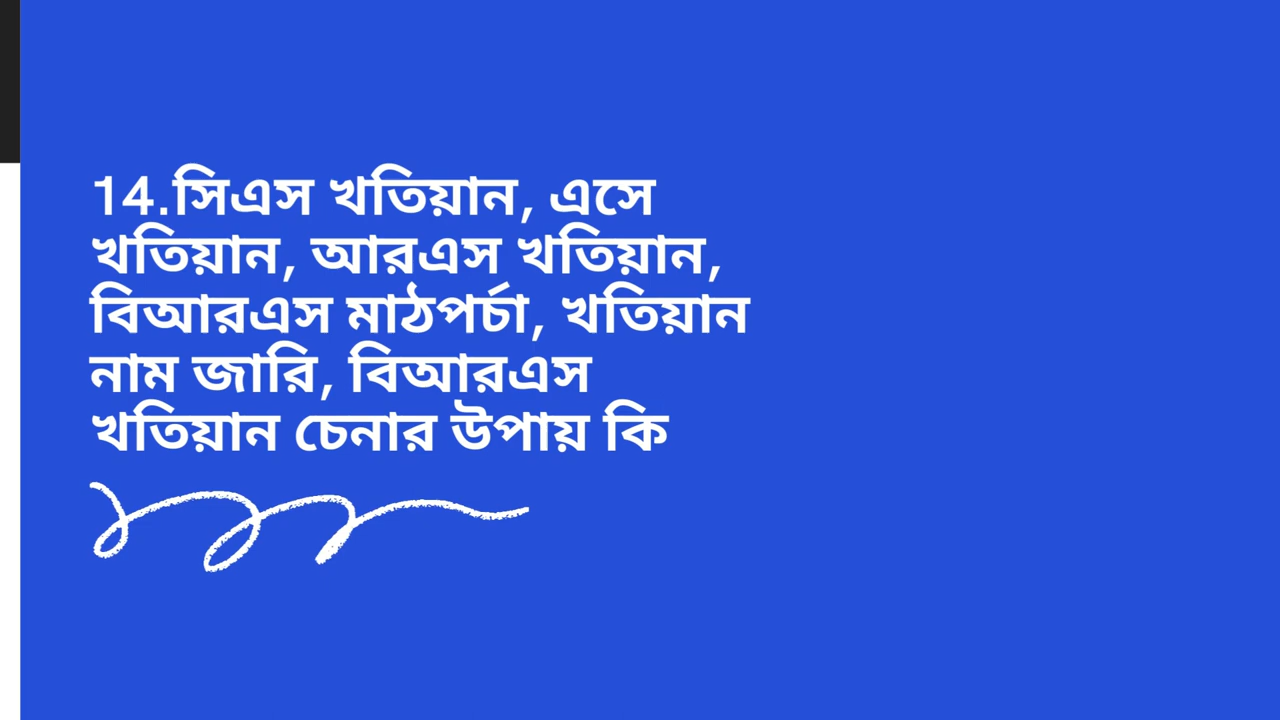 14.সিএস খতিয়ান, এসে
খতিয়ান, আরএস খতিয়ান,
বিআরএস মাঠপর্চা, খতিয়ান
নাম জারি, বিআরএস
খতিয়ান চেনার উপায় কি